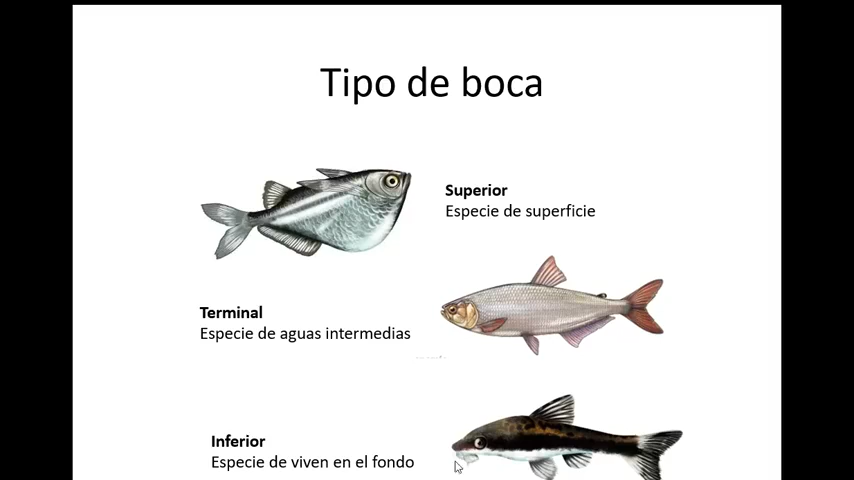 Tipo de boca
Superior
Especie de superficie
Terminal
Especie de aguas intermedias
Inferior
Especie de viven en el fondo